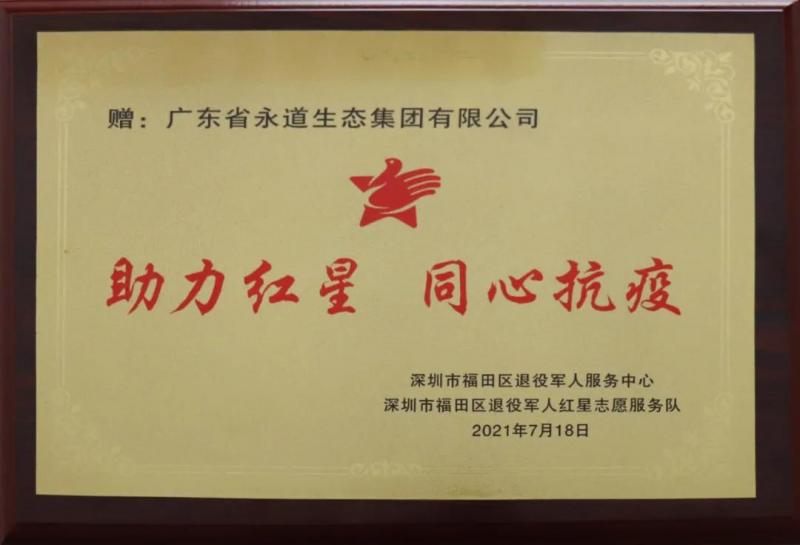 赠：广东省永道生态集团有限公司
助力红星 同心抗疫
深圳市福田区退役军人服务中心
深圳市福田区退役军人红星志愿服务队
2021年7月18日